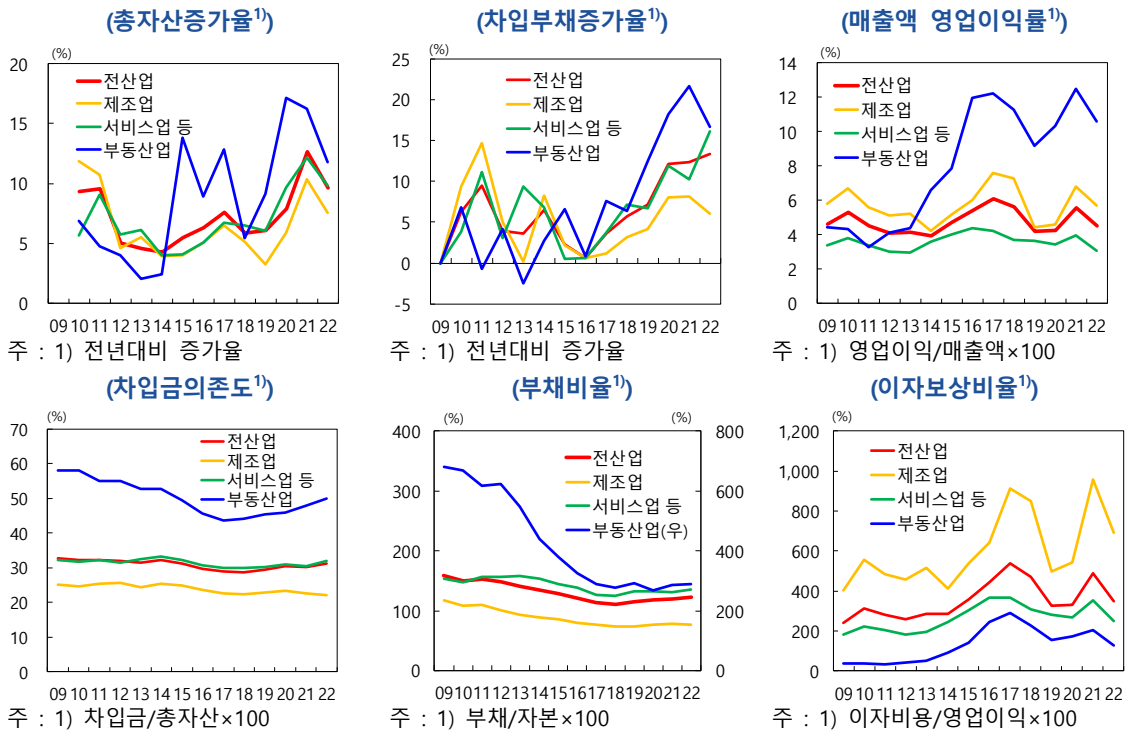 (총자산증가율1))
(%)
20
15
10
5
0
전산업
제조업
서비스업 등
부동산업
09 10 11 12 13 14 15 16 17 18 19 20 21 22
주 : 1) 전년대비 증가율
(차입부채증가율1))
(%)
25
20
15
10
5
0
-5
전산업
제조업
서비스업 등
부동산업
09 10 11 12 13 14 15 16 17 18 19 20 21 22
주 : 1) 전년대비 증가율
(매출액 영업이익률1))
(%)
14
12
10
8
6
4
2
0
전산업
제조업
서비스업 등
부동산업
09 10 11 12 13 14 15 16 17 18 19 20 21 22
주 : 1) 영업이익/매출액×100
(차입금의존도1))
(%)
70
60
50
40
30
20
10
0
전산업
제조업
서비스업 등
부동산업
09 10 11 12 13 14 15 16 17 18 19 20 21 22
주 : 1) 차입금/총자산×100
(부채비율1))
(%) (%)
400 800
300 600
200 400
100 200
0 0
전산업
제조업
서비스업 등
부동산업(우)
09 10 11 12 13 14 15 16 17 18 19 20 21 22
주 : 1) 부채/자본×100
(이자보상비율1))
(%)
1,200
1,000
800
600
400
200
0
전산업
제조업
서비스업 등
부동산업
09 10 11 12 13 14 15 16 17 18 19 20 21 22
주 : 1) 이자비용/영업이익×100